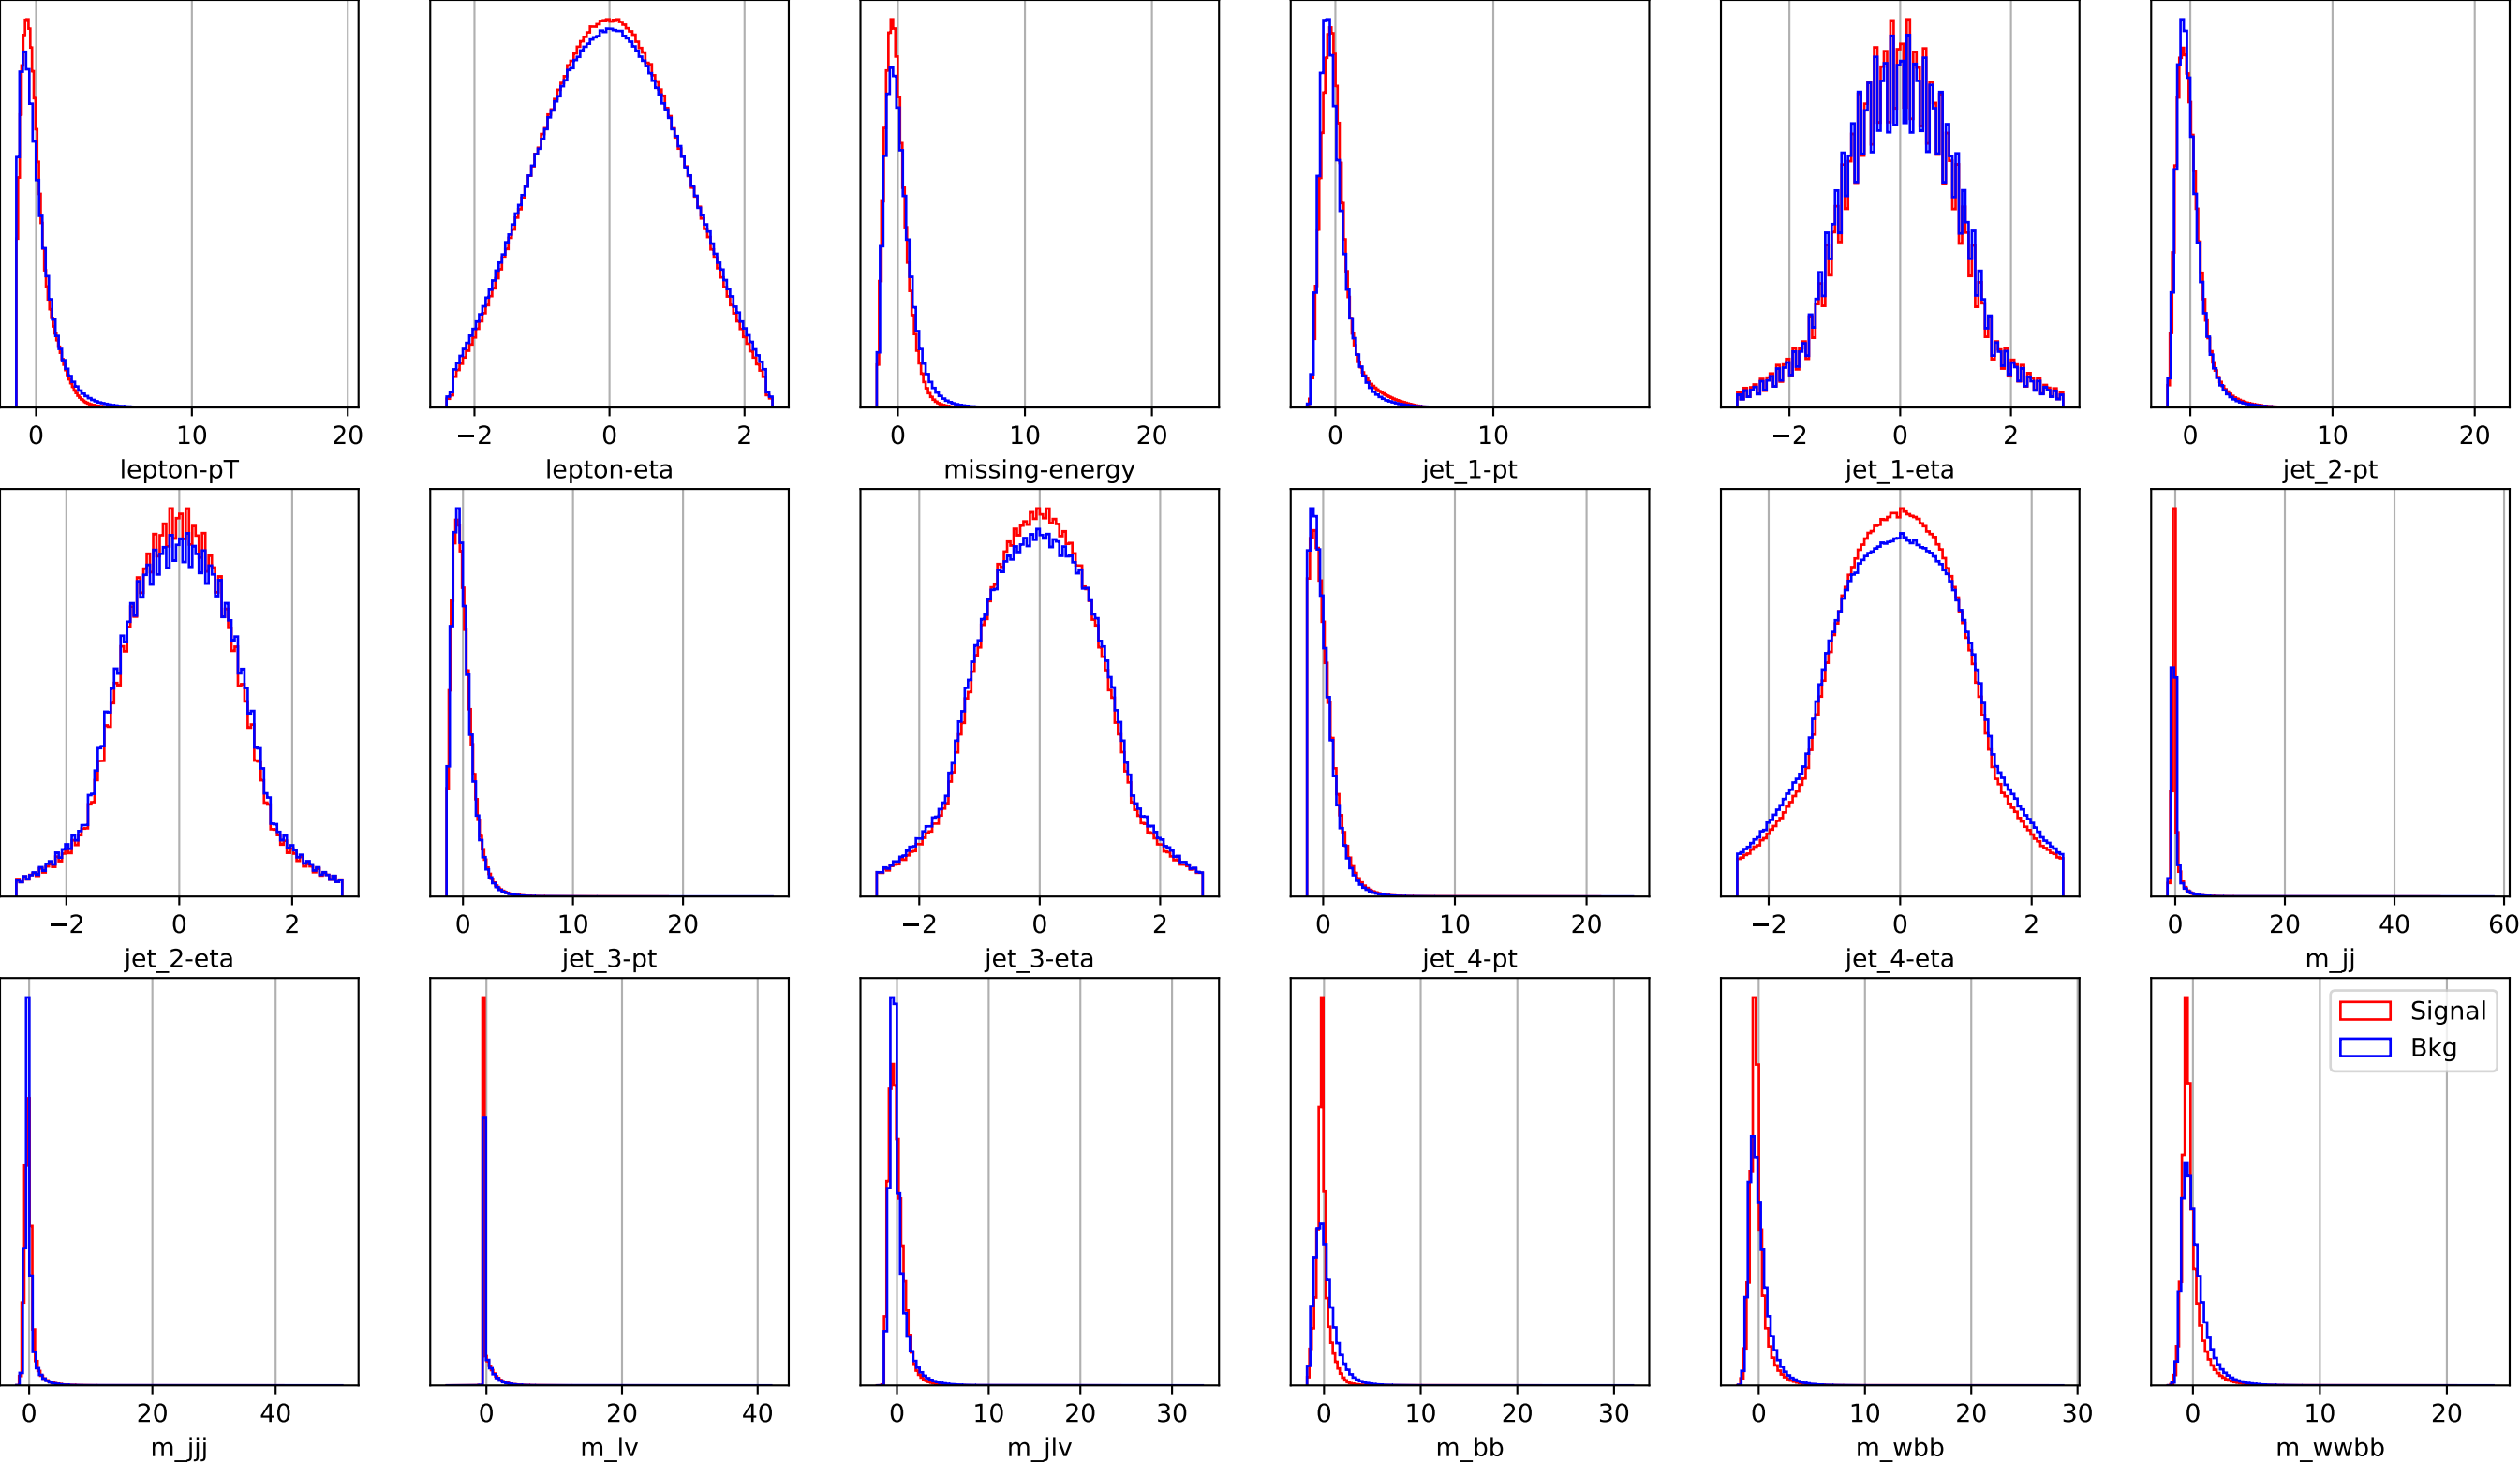 0 10 20
lepton-pT
−2 0 2
lepton-eta
0 10 20
missing-energy
0 10
jet_1-pt
−2 0 2
jet_1-eta
0 10 20
jet_2-pt
−2 0 2
jet_2-eta
0 10 20
jet_3-pt
−2 0 2
jet_3-eta
0 10 20
jet_4-pt
−2 0 2
jet_4-eta
0 20 40 60
m_jj
0 20 40
m_jjj
0 20 40
m_lv
0 10 20 30
m_jlv
0 10 20 30
m_bb
0 10 20 30
m_wbb
Signal
Bkg
0 10 20
m_wwbb